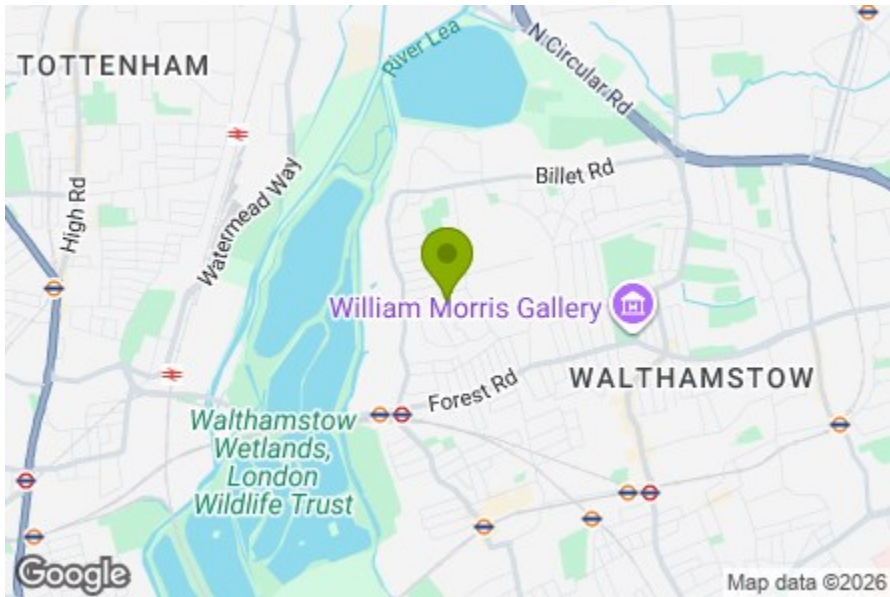 River Lea
N Circular Rd
TOTTENHAM
Billet Rd
High Rd
Watermead Way
William Morris Gallery
WALTHAMSTOW
Forest Rd
Walthamstow
Wetlands,
London
Wildlife Trust
Google
Map data ©2026